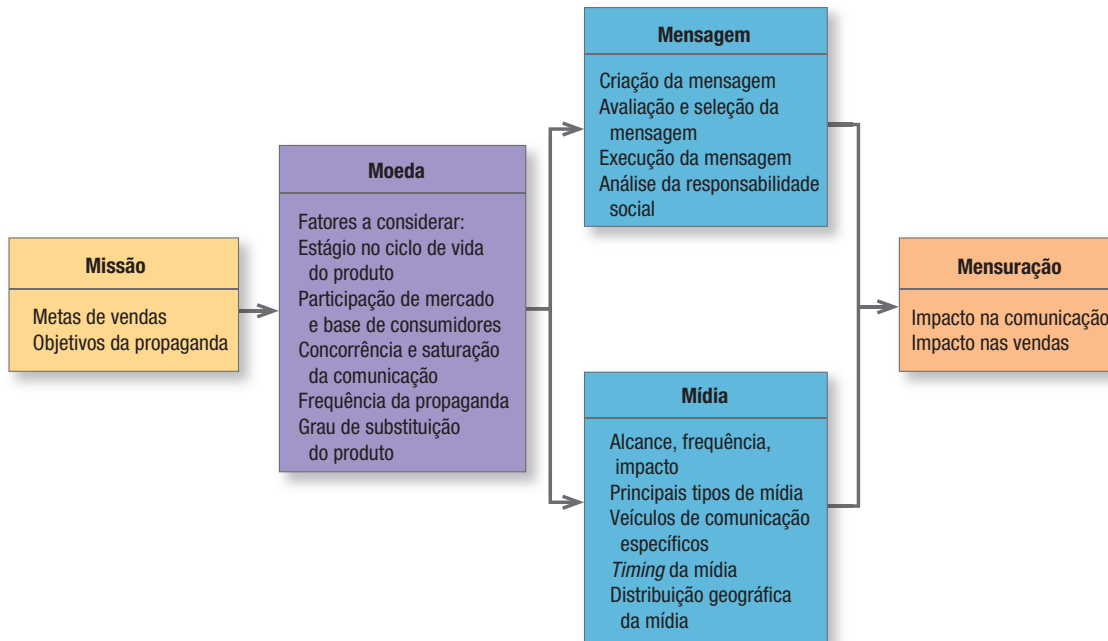 Missão
Metas de vendas
Objetivos da propaganda
Moeda
Fatores a considerar:
Estágio no ciclo de vida
do produto
Participação de mercado
e base de consumidores
Concorrência e saturação
da comunicação
Frequência da propaganda
Grau de substituição
do produto
Mensagem
Criação da mensagem
Avaliação e seleção da
mensagem
Execução da mensagem
Análise da responsabilidade
social
Mídia
Alcance, frequência,
impacto
Principais tipos de mídia
Veículos de comunicação
específicos
Timing da mídia
Distribuição geográfica
da mídia
Mensuração
Impacto na comunicação
Impacto nas vendas